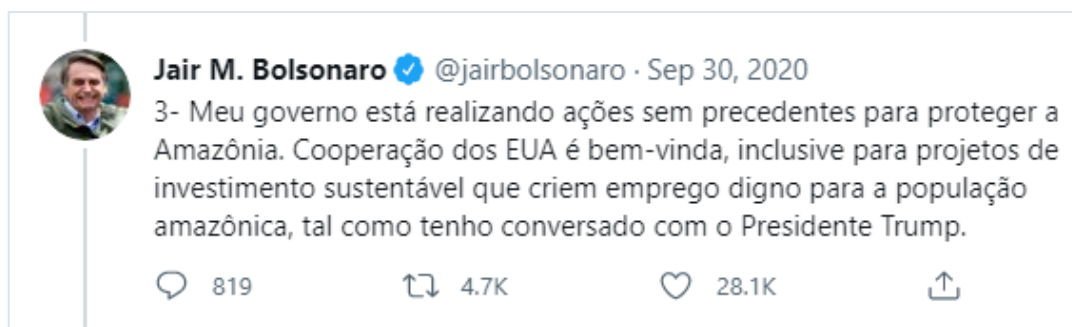 Jair M. Bolsonaro @jairbolsonaro · Sep 30, 2020
3- Meu governo está realizando ações sem precedentes para proteger a
Amazônia. Cooperação dos EUA é bem-vinda, inclusive para projetos de
investimento sustentável que criem emprego digno para a população
amazônica, tal como tenho conversado com o Presidente Trump.
819 4.7K 28.1K